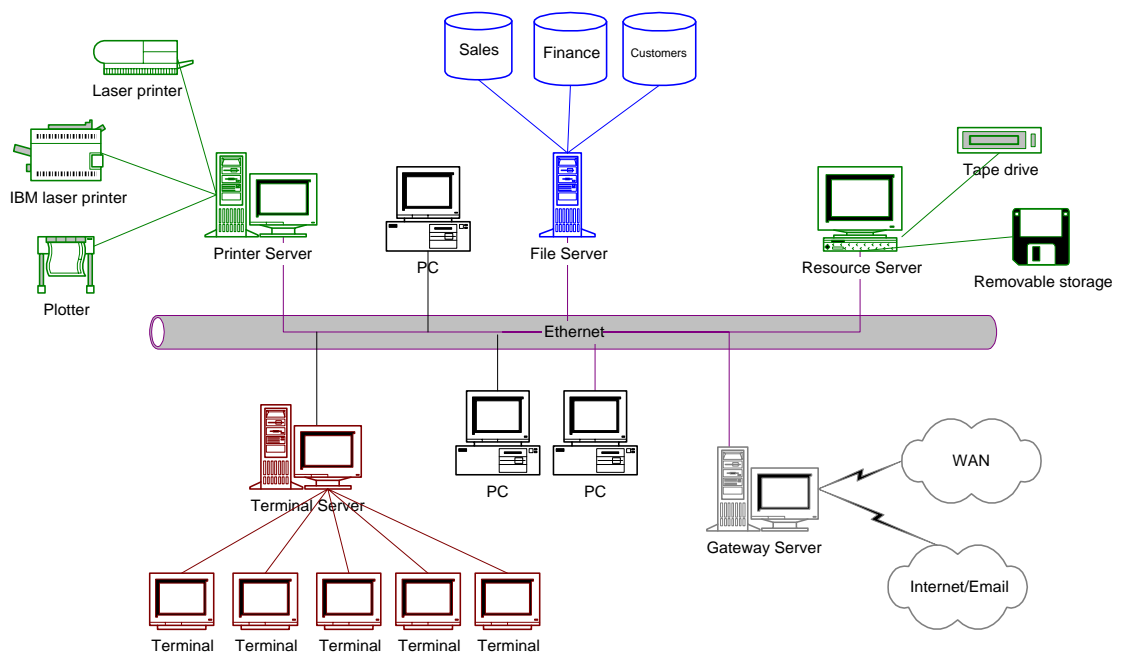 Sales
Finance
Customers
Laser printer
Tape drive
IBM laser printer
Printer Server
PC
File Server
Resource Server
Removable storage
Plotter
Ethernet
Terminal Server
PC
PC
WAN
Gateway Server
Internet/Email
Terminal
Terminal
Terminal
Terminal
Terminal